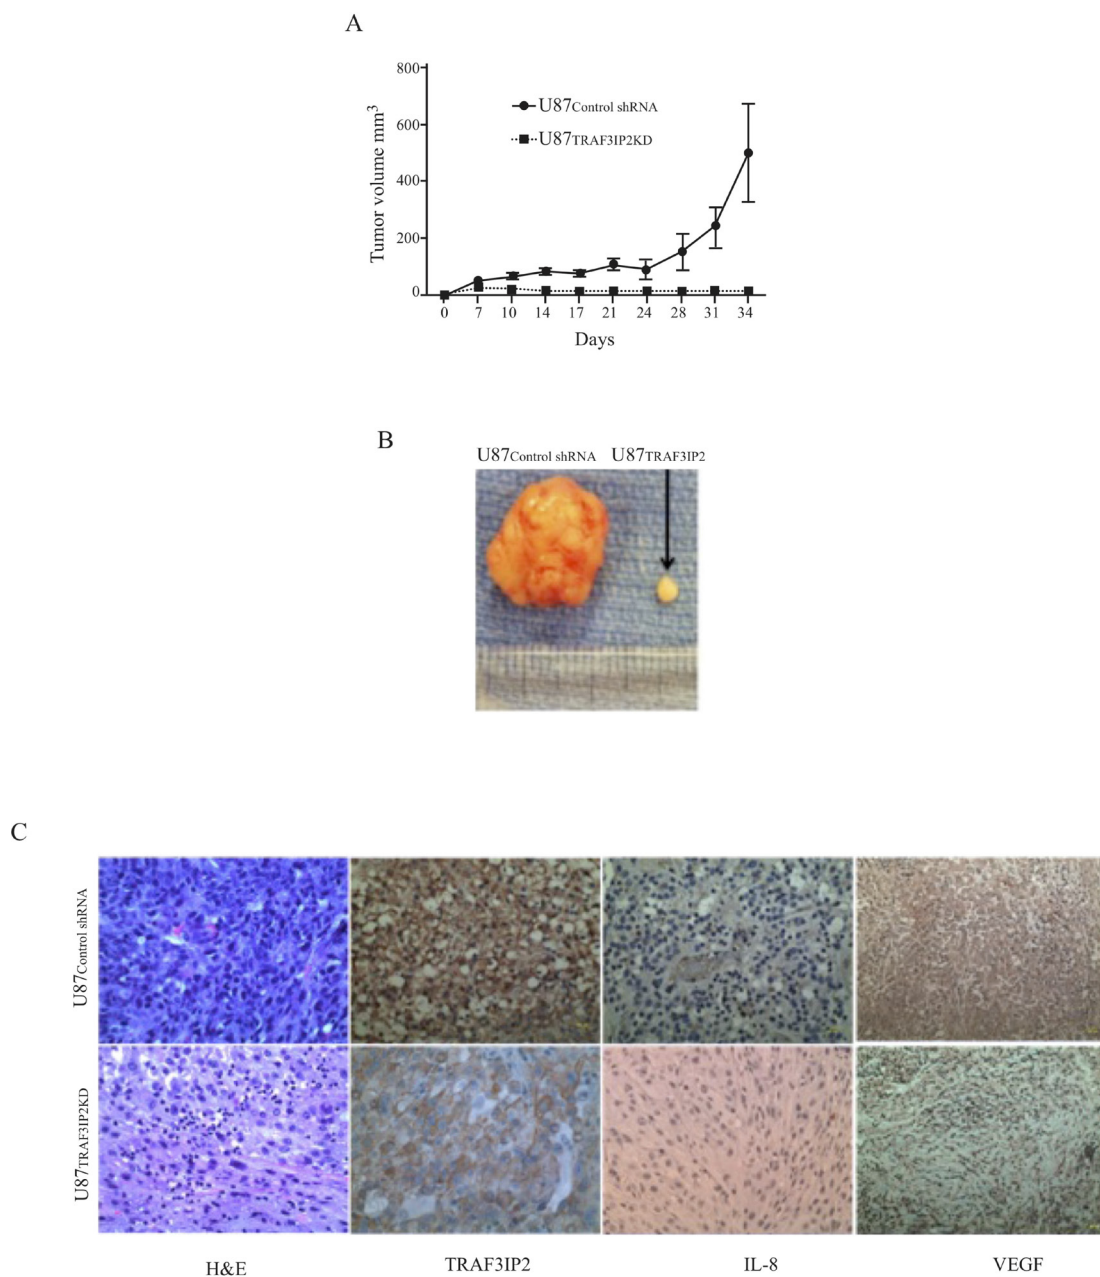 A
800
600
400
200
0
Tumor volume mm3
U87Control shRNA
U87TRAF3IP2KD
0 7 10 14 17 21 24 28 31 34
Days
B
U87Control shRNA U87TRAF3IP2
C
U87Control shRNA
U87TRAF3IP2KD
H&E TRAF3IP2 IL-8 VEGF